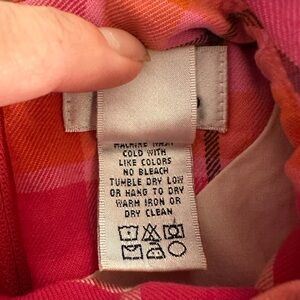 MACHINE WASH
COLD WITH
LIKE COLORS
NO BLEACH
TUMBLE DRY LOW
OR HANG TO DRY
WARM IRON OR
DRY CLEAN